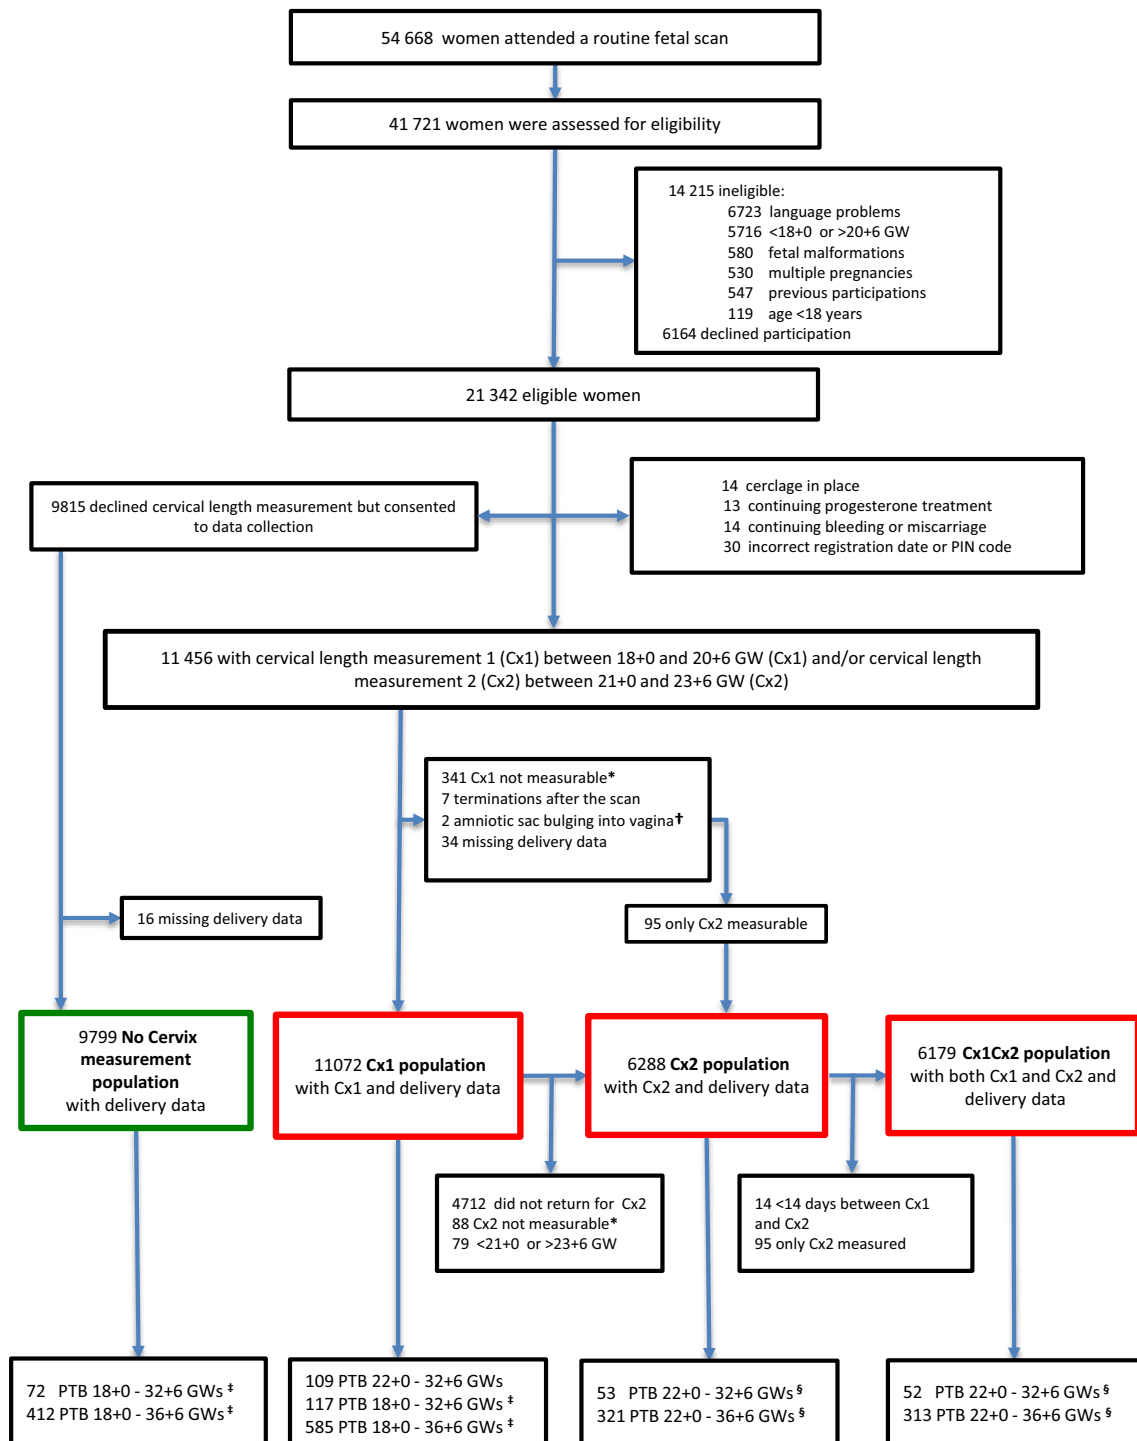 54 668 women attended a routine fetal scan
41 721 women were assessed for eligibility
14 215 ineligible:
6723 language problems
5716 <18+0 or >20+6 GW
580 fetal malformations
530 multiple pregnancies
547 previous participations
119 age <18 years
6164 declined participation
21 342 eligible women
9815 declined cervical length measurement but consented
to data collection
14 cerclage in place
13 continuing progesterone treatment
14 continuing bleeding or miscarriage
30 incorrect registration date or PIN code
11 456 with cervical length measurement 1 (Cx1) between 18+0 and 20+6 GW (Cx1) and/or cervical length
measurement 2 (Cx2) between 21+0 and 23+6 GW (Cx2)
341 Cx1 not measurable*
7 terminations after the scan
2 amniotic sac bulging into vagina†
34 missing delivery data
16 missing delivery data
95 only Cx2 measurable
9799 No Cervix
measurement
population
with delivery data
11072 Cx1 population
with Cx1 and delivery data
6288 Cx2 population
with Cx2 and delivery data
6179 Cx1Cx2 population
with both Cx1 and Cx2 and
delivery data
4712 did not return for Cx2
88 Cx2 not measurable*
79 <21+0 or >23+6 GW
14 <14 days between Cx1
and Cx2
95 only Cx2 measured
72 PTB 18+0 - 32+6 GWs ‡
412 PTB 18+0 - 36+6 GWs ‡
109 PTB 22+0 - 32+6 GWs
117 PTB 18+0 - 32+6 GWs ‡
585 PTB 18+0 - 36+6 GWs ‡
53 PTB 22+0 - 32+6 GWs §
321 PTB 22+0 - 36+6 GWs §
52 PTB 22+0 - 32+6 GWs §
313 PTB 22+0 - 36+6 GWs §